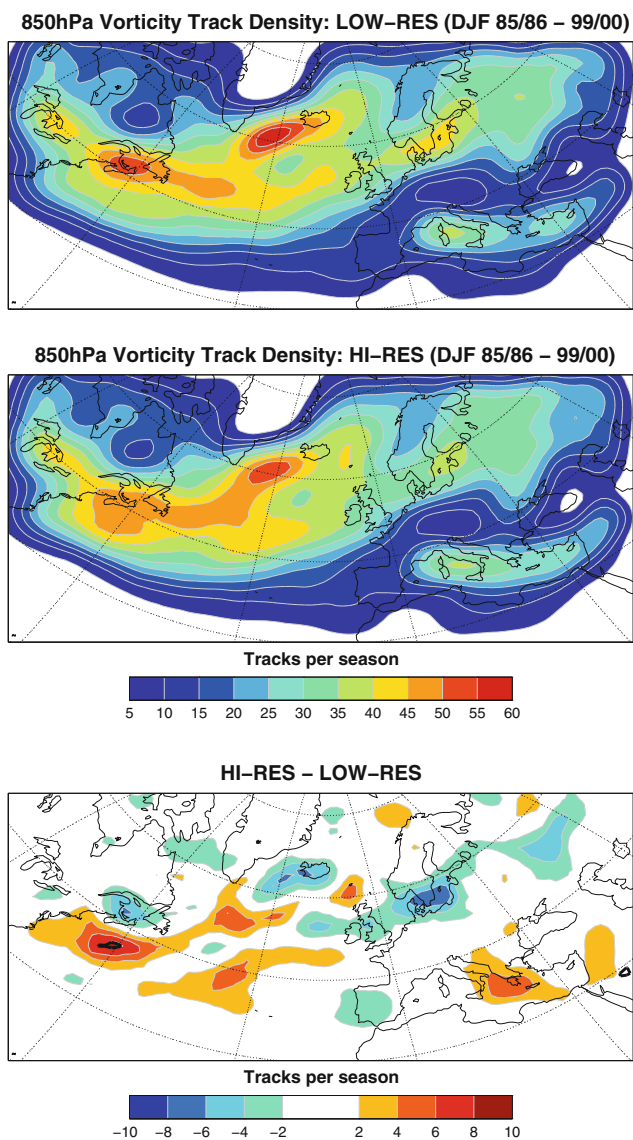 850hPa Vorticity Track Density: LOW−RES (DJF 85/86 − 99/00)
850hPa Vorticity Track Density: HI−RES (DJF 85/86 − 99/00)
Tracks per season
5 10 15 20 25 30 35 40 45 50 55 60
HI−RES − LOW−RES
Tracks per season
−10 −8 −6 −4 −2 2 4 6 8 10